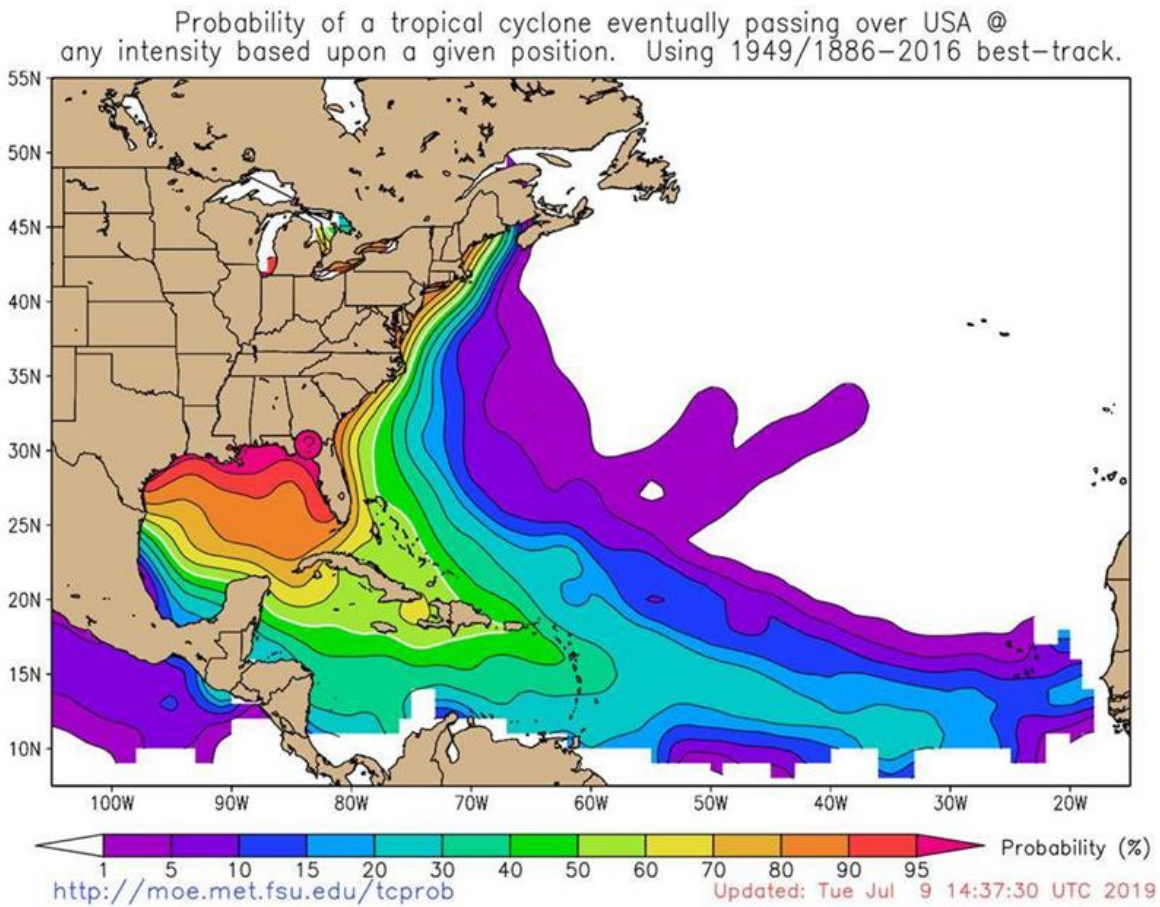 Probability of a tropical cyclone eventually passing over USA @
any intensity based upon a given position. Using 1949/1886-2016 best-track.
55N
50N
45N
40N
35N
30N
25N
20N
15N
10N
?
100W 90W 80W 70W 60W 50W 40W 30W 20W
1 5 10 15 20 30 40 50 60 70 80 90 95 Probability (%)
http://moe.met.fsu.edu/tcprob Updated: Tue Jul 9 14:37:30 UTC 2019